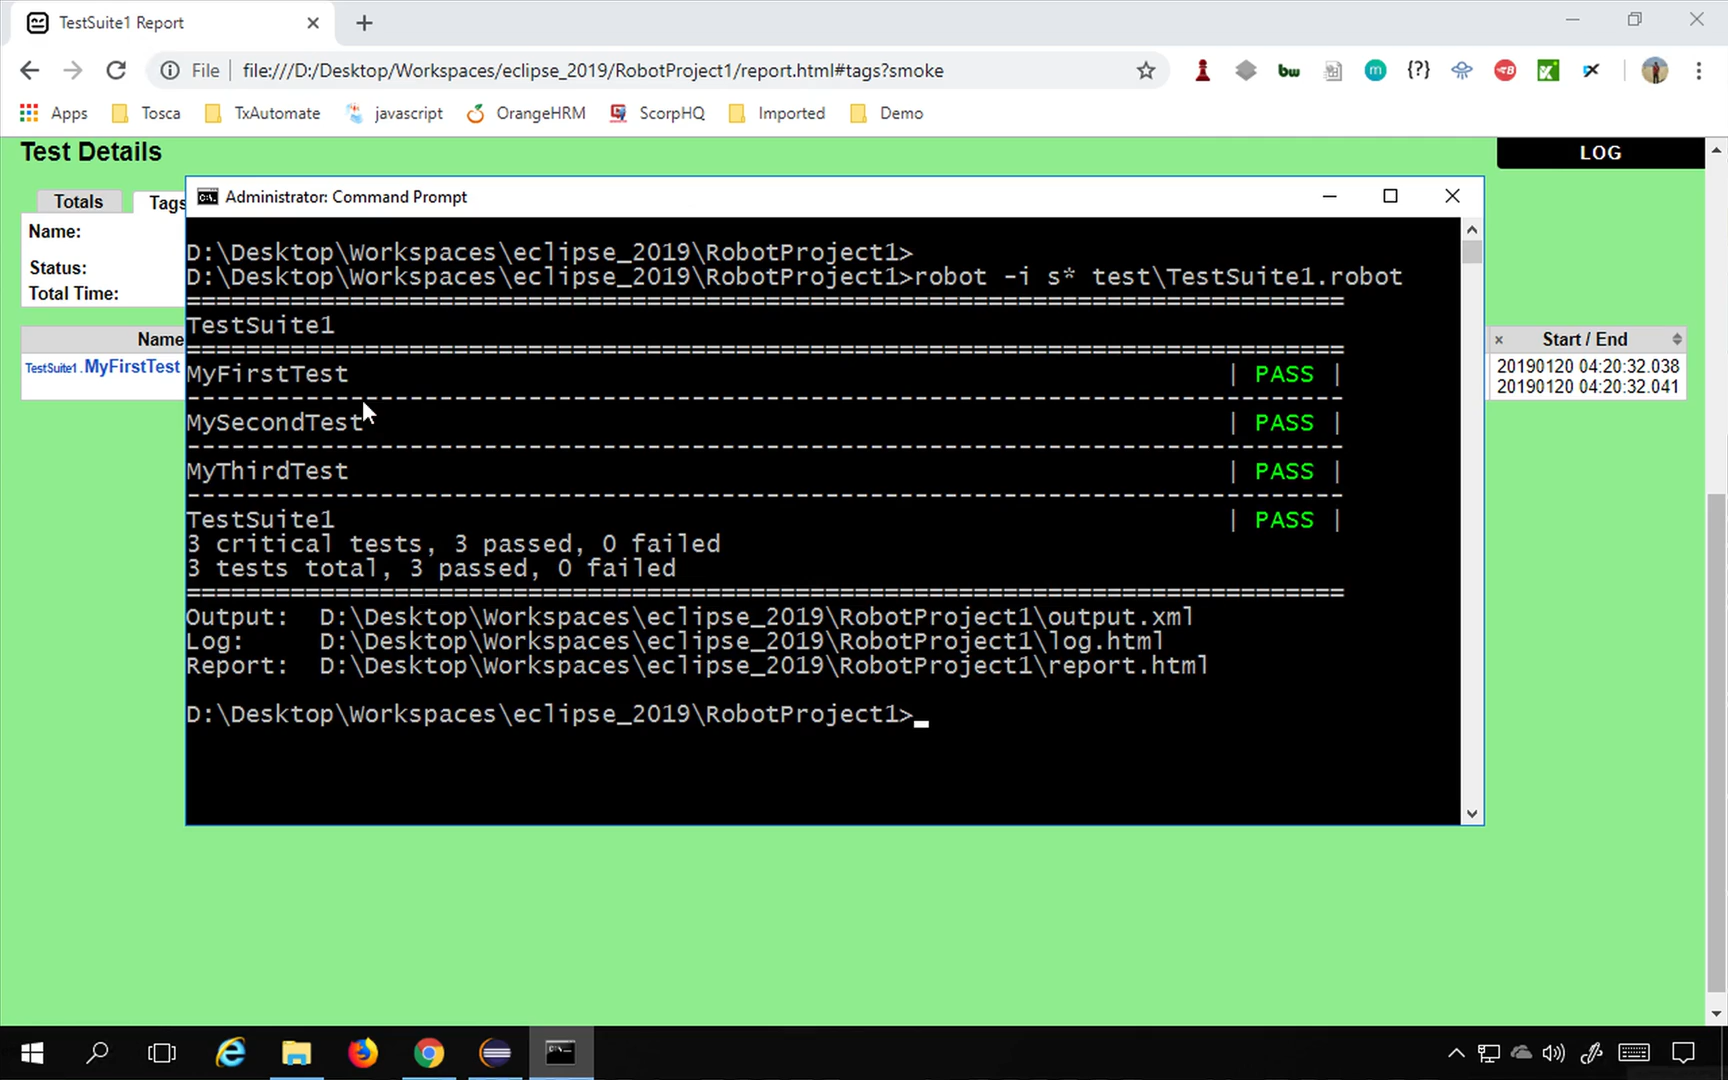 TestSuite1 Report
File file:///D:/Desktop/Workspaces/eclipse_2019/RobotProject1/report.html#tags?smoke
Apps Tosca TxAutomate javascript OrangeHRM ScorpHQ Imported Demo
Test Details
LOG
Totals Tags
Name:
Status:
Total Time:
Name × Start / End
TestSuite1 . MyFirstTest 20190120 04:20:32.038
20190120 04:20:32.041
Administrator: Command Prompt
D:\Desktop\Workspaces\eclipse_2019\RobotProject1>
D:\Desktop\Workspaces\eclipse_2019\RobotProject1>robot -i s* test\TestSuite1.robot
==============================================================================
TestSuite1
==============================================================================
MyFirstTest | PASS |
------------------------------------------------------------------------------
MySecondTest | PASS |
------------------------------------------------------------------------------
MyThirdTest | PASS |
------------------------------------------------------------------------------
TestSuite1 | PASS |
3 critical tests, 3 passed, 0 failed
3 tests total, 3 passed, 0 failed
==============================================================================
Output: D:\Desktop\Workspaces\eclipse_2019\RobotProject1\output.xml
Log: D:\Desktop\Workspaces\eclipse_2019\RobotProject1\log.html
Report: D:\Desktop\Workspaces\eclipse_2019\RobotProject1\report.html
D:\Desktop\Workspaces\eclipse_2019\RobotProject1>_